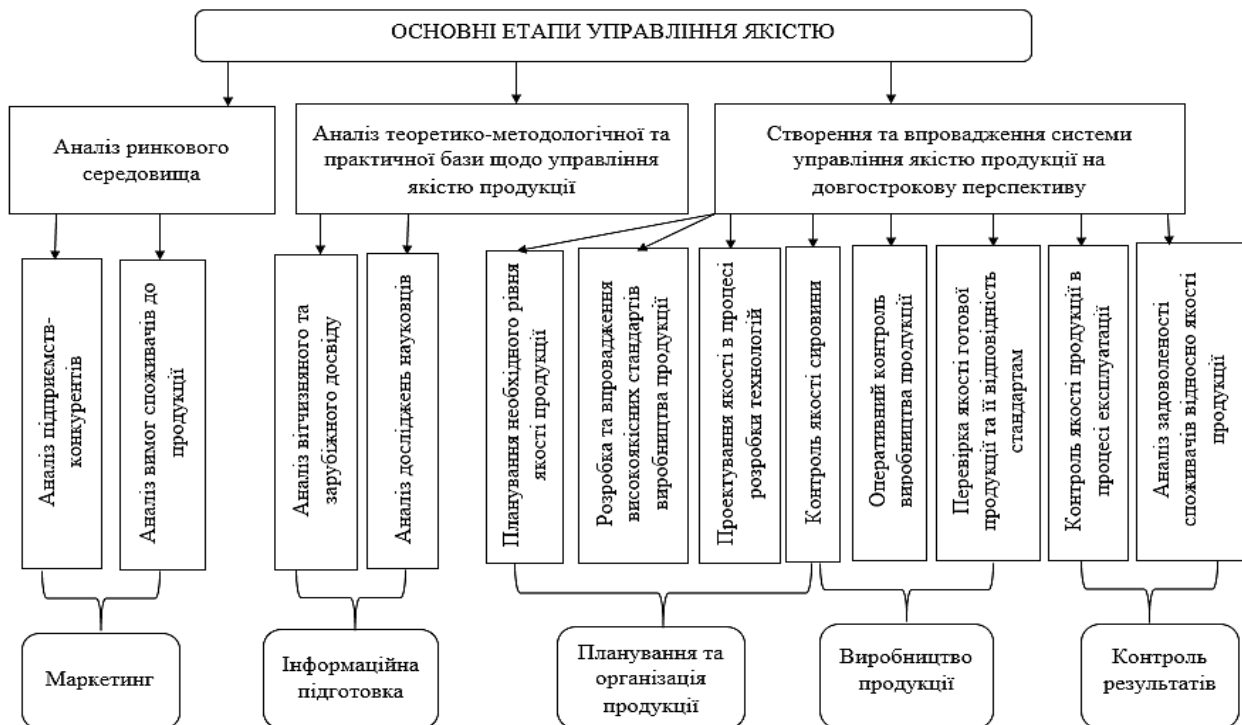 ОСНОВНІ ЕТАПИ УПРАВЛІННЯ ЯКІСТЮ
Аналіз ринкового
середовища
Аналіз теоретико-методологічної та
практичної бази щодо управління
якістю продукції
Створення та впровадження системи
управління якістю продукції на
довгострокову перспективу
Аналіз підприємств-
конкурентів
Аналіз вимог споживачів до
продукції
Аналіз вітчизняного та
зарубіжного досвіду
Аналіз досліджень науковців
Планування необхідного рівня
якості продукції
Розробка та впровадження
високоякісних стандартів
виробництва продукції
Проектування якості в процесі
розробки технологій
Контроль якості сировини
Оперативний контроль
виробництва продукції
Перевірка якості готової
продукції та її відповідність
стандартам
Контроль якості продукції в
процесі експлуатації
Аналіз задоволеності
споживачів відносно якості
продукції
Маркетинг
Інформаційна
підготовка
Планування та
організація
продукції
Виробництво
продукції
Контроль
результатів